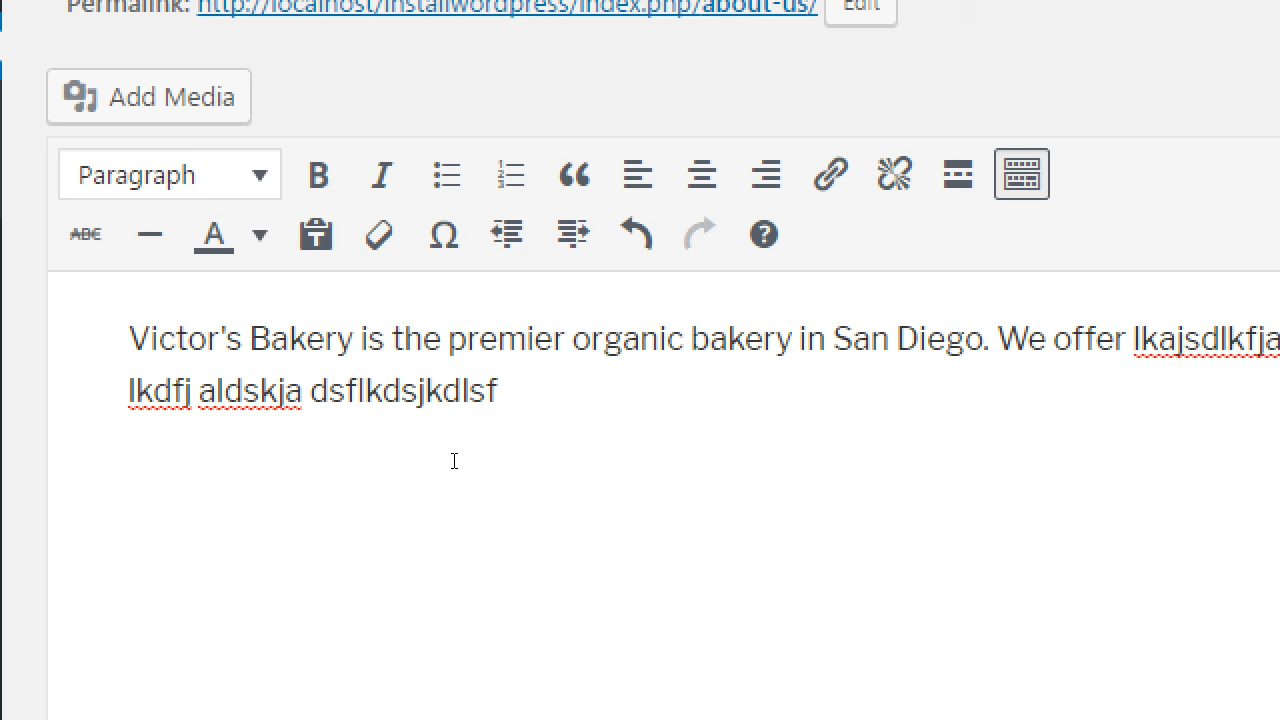 Permalink: http://localhost/installwordpress/index.php/about-us/ Edit
Add Media
Paragraph B I
ABC A T Ω ?
Victor's Bakery is the premier organic bakery in San Diego. We offer lkajsdlkfja
lkdfj aldskja dsflkdsjkdlsf